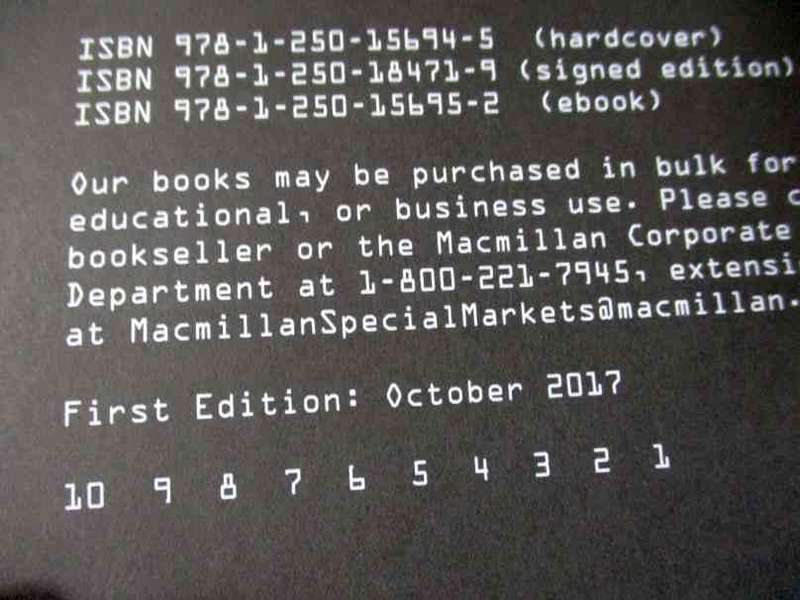 ISBN 978-1-250-15694-5 (hardcover)
ISBN 978-1-250-18471-9 (signed edition)
ISBN 978-1-250-15695-2 (ebook)
Our books may be purchased in bulk for
educational, or business use. Please
bookseller or the Macmillan Corporate
Department at 1-800-221-7945,
at MacmillanSpecialMarkets@macmillan.
First Edition: October 2017
10 9 8 7 6 5 4 3 2 1